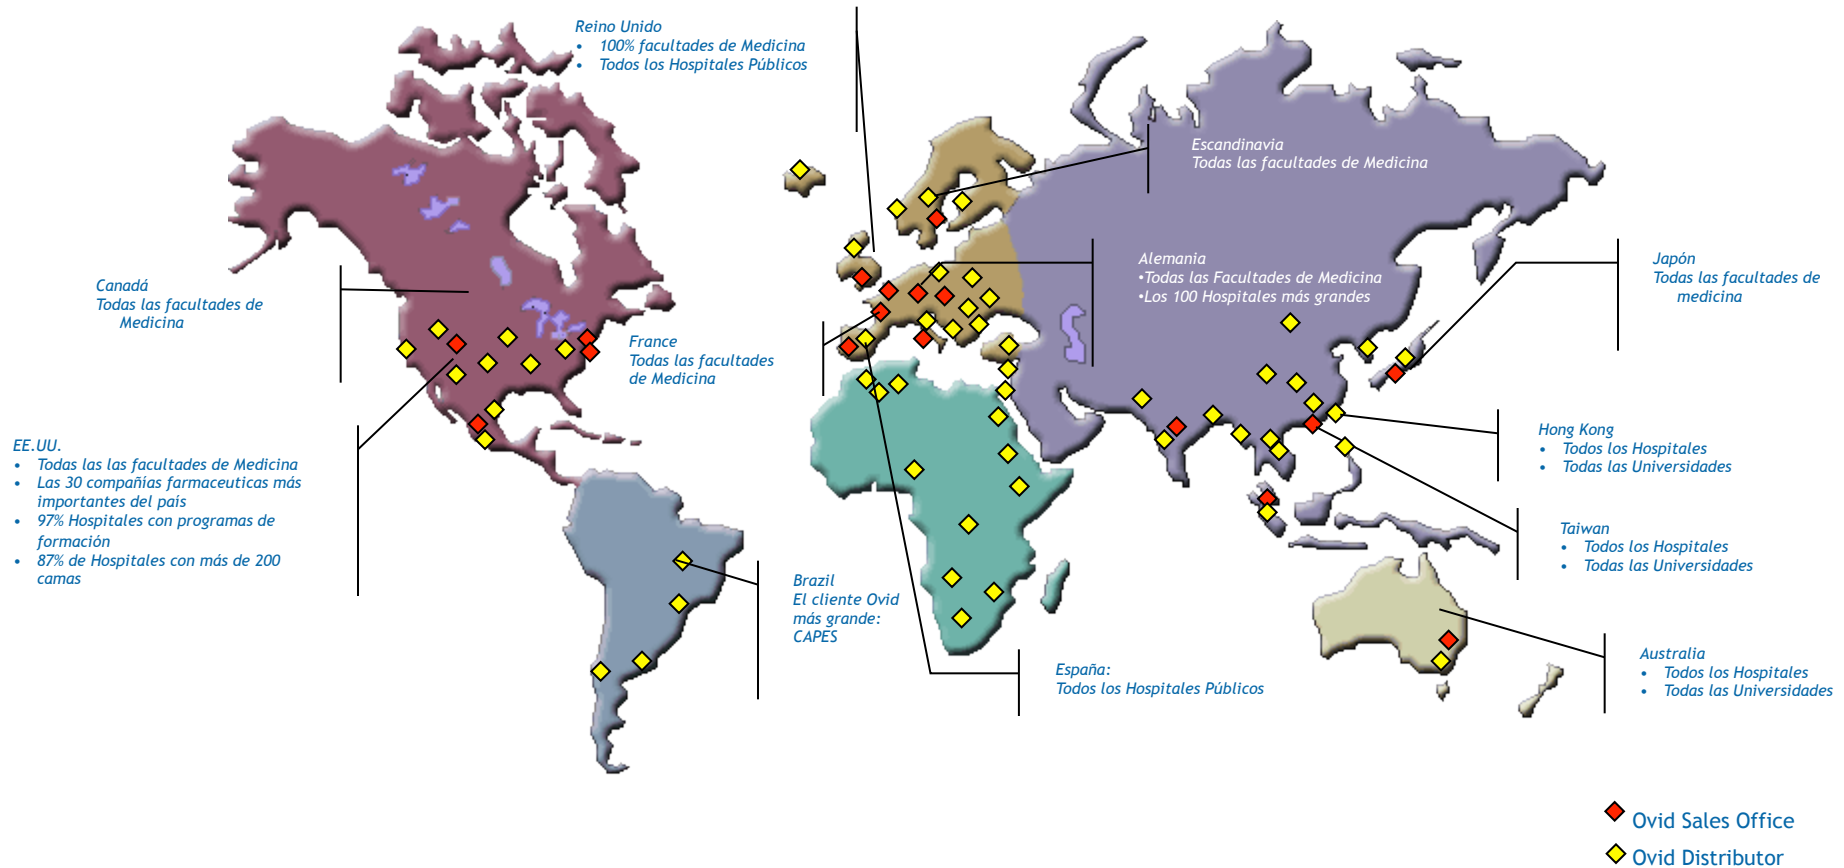 Reino Unido
• 100% facultades de Medicina
• Todos los Hospitales Públicos
Escandinavia
Todas las facultades de Medicina
Alemania
•Todas las Facultades de Medicina
•Los 100 Hospitales más grandes
Japón
Todas las facultades de
medicina
Canadá
Todas las facultades de
Medicina
France
Todas las facultades
de Medicina
EE.UU.
• Todas las las facultades de Medicina
• Las 30 compañías farmaceuticas más
importantes del país
• 97% Hospitales con programas de
formación
• 87% de Hospitales con más de 200
camas
Hong Kong
• Todos los Hospitales
• Todas las Universidades
Taiwan
• Todos los Hospitales
• Todas las Universidades
Brazil
El cliente Ovid
más grande:
CAPES
España:
Todos los Hospitales Públicos
Australia
• Todos los Hospitales
• Todas las Universidades
Ovid Sales Office
Ovid Distributor